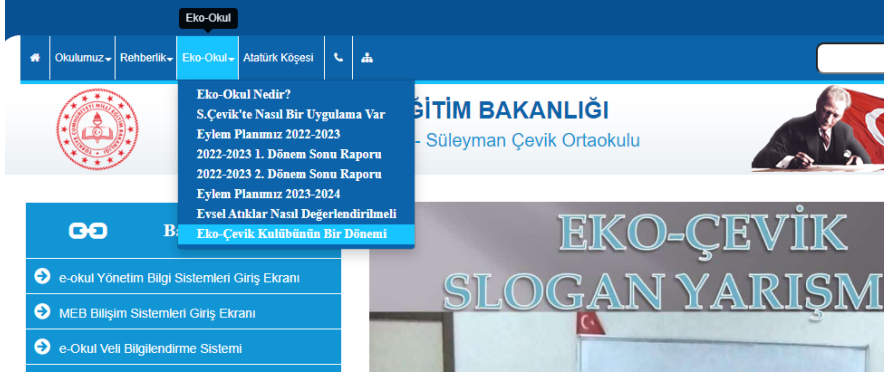 Eko-Okul
Okulumuz Rehberlik Eko-Okul Atatürk Köşesi
Eko-Okul Nedir?
S.Çevik'te Nasıl Bir Uygulama Var
Eylem Planımız 2022-2023
2022-2023 1. Dönem Sonu Raporu
2022-2023 2. Dönem Sonu Raporu
Eylem Planımız 2023-2024
Evsel Atıklar Nasıl Değerlendirilmeli
Eko-Çevik Kulübünün Bir Dönemi
ĞİTİM BAKANLIĞI
- Süleyman Çevik Ortaokulu
e-okul Yönetim Bilgi Sistemleri Giriş Ekranı
MEB Bilişim Sistemleri Giriş Ekranı
e-Okul Veli Bilgilendirme Sistemi
EKO-ÇEVİK
SLOGAN YARIŞM